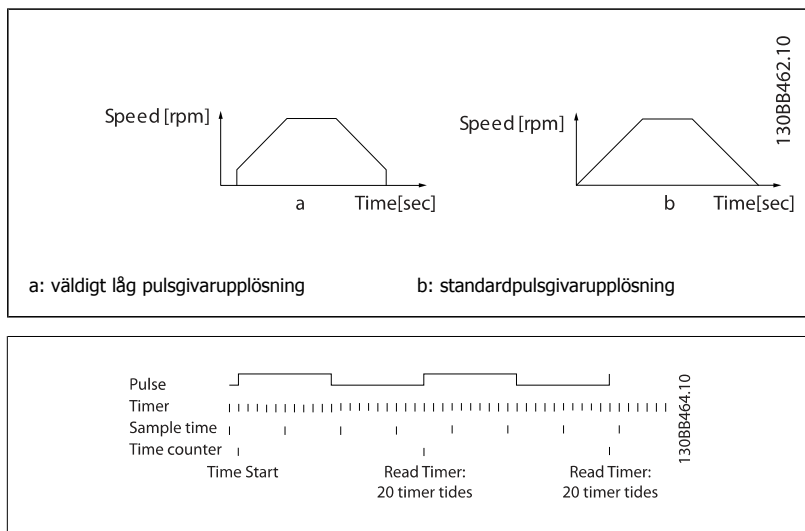 130BB462.10
Speed [rpm]
Speed [rpm]
a
Time[sec]
b
Time[sec]
a: väldigt låg pulsgivarupplösning
b: standardpulsgivarupplösning
130BB464.10
Pulse
Timer
Sample time
Time counter
Time Start
Read Timer:
20 timer tides
Read Timer:
20 timer tides